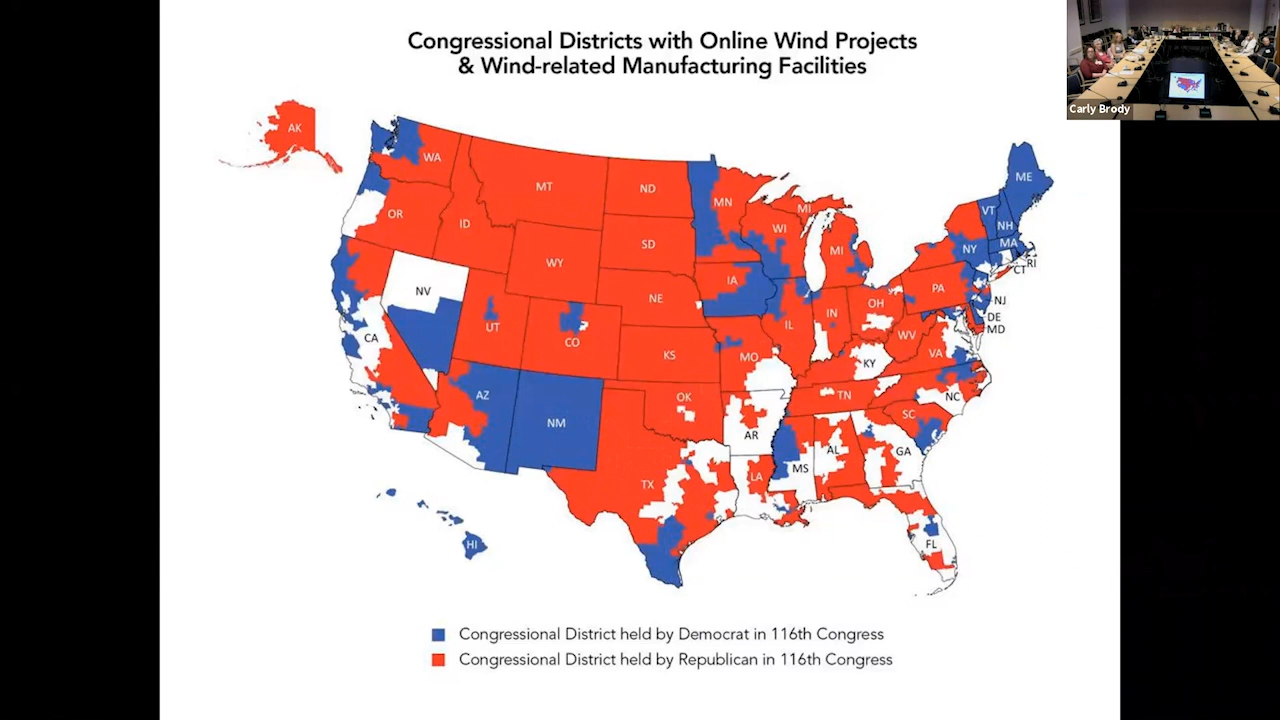 Congressional Districts with Online Wind Projects
& Wind-related Manufacturing Facilities
Carly Brody
AK
WA
MT
ND
MN
ME
VT
NH
OR
ID
SD
WI
MI
MI
NY
MA
RI
CT
WY
IA
PA
NV
NE
OH
NJ
DE
MD
UT
CO
IL
IN
WV
VA
CA
KS
MO
KY
AZ
NM
OK
TN
NC
AR
SC
TX
LA
MS
AL
GA
HI
FL
Congressional District held by Democrat in 116th Congress
Congressional District held by Republican in 116th Congress